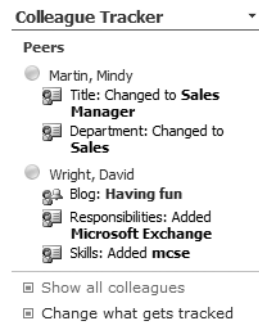 Colleague Tracker
Peers
Martin, Mindy
Title: Changed to Sales
Manager
Department: Changed to
Sales
Wright, David
Blog: Having fun
Responsibilities: Added
Microsoft Exchange
Skills: Added mcse
Show all colleagues
Change what gets tracked